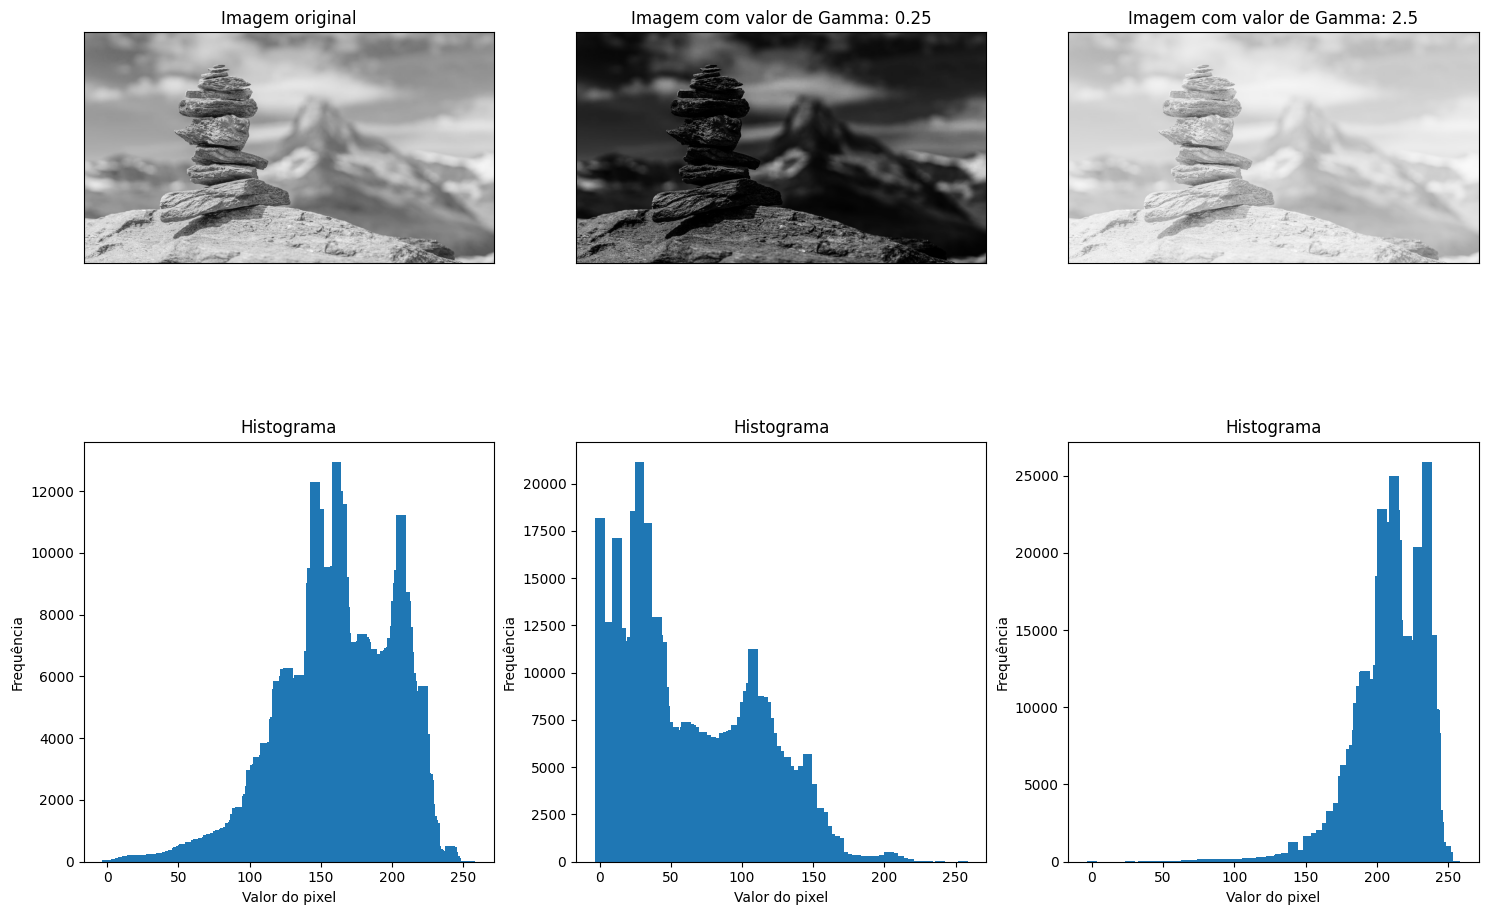 Imagem original
Imagem com valor de Gamma: 0.25
Imagem com valor de Gamma: 2.5
Histograma
Frequência
12000
10000
8000
6000
4000
2000
0
0 50 100 150 200 250
Valor do pixel
Histograma
Frequência
20000
17500
15000
12500
10000
7500
5000
2500
0
0 50 100 150 200 250
Valor do pixel
Histograma
Frequência
25000
20000
15000
10000
5000
0
0 50 100 150 200 250
Valor do pixel